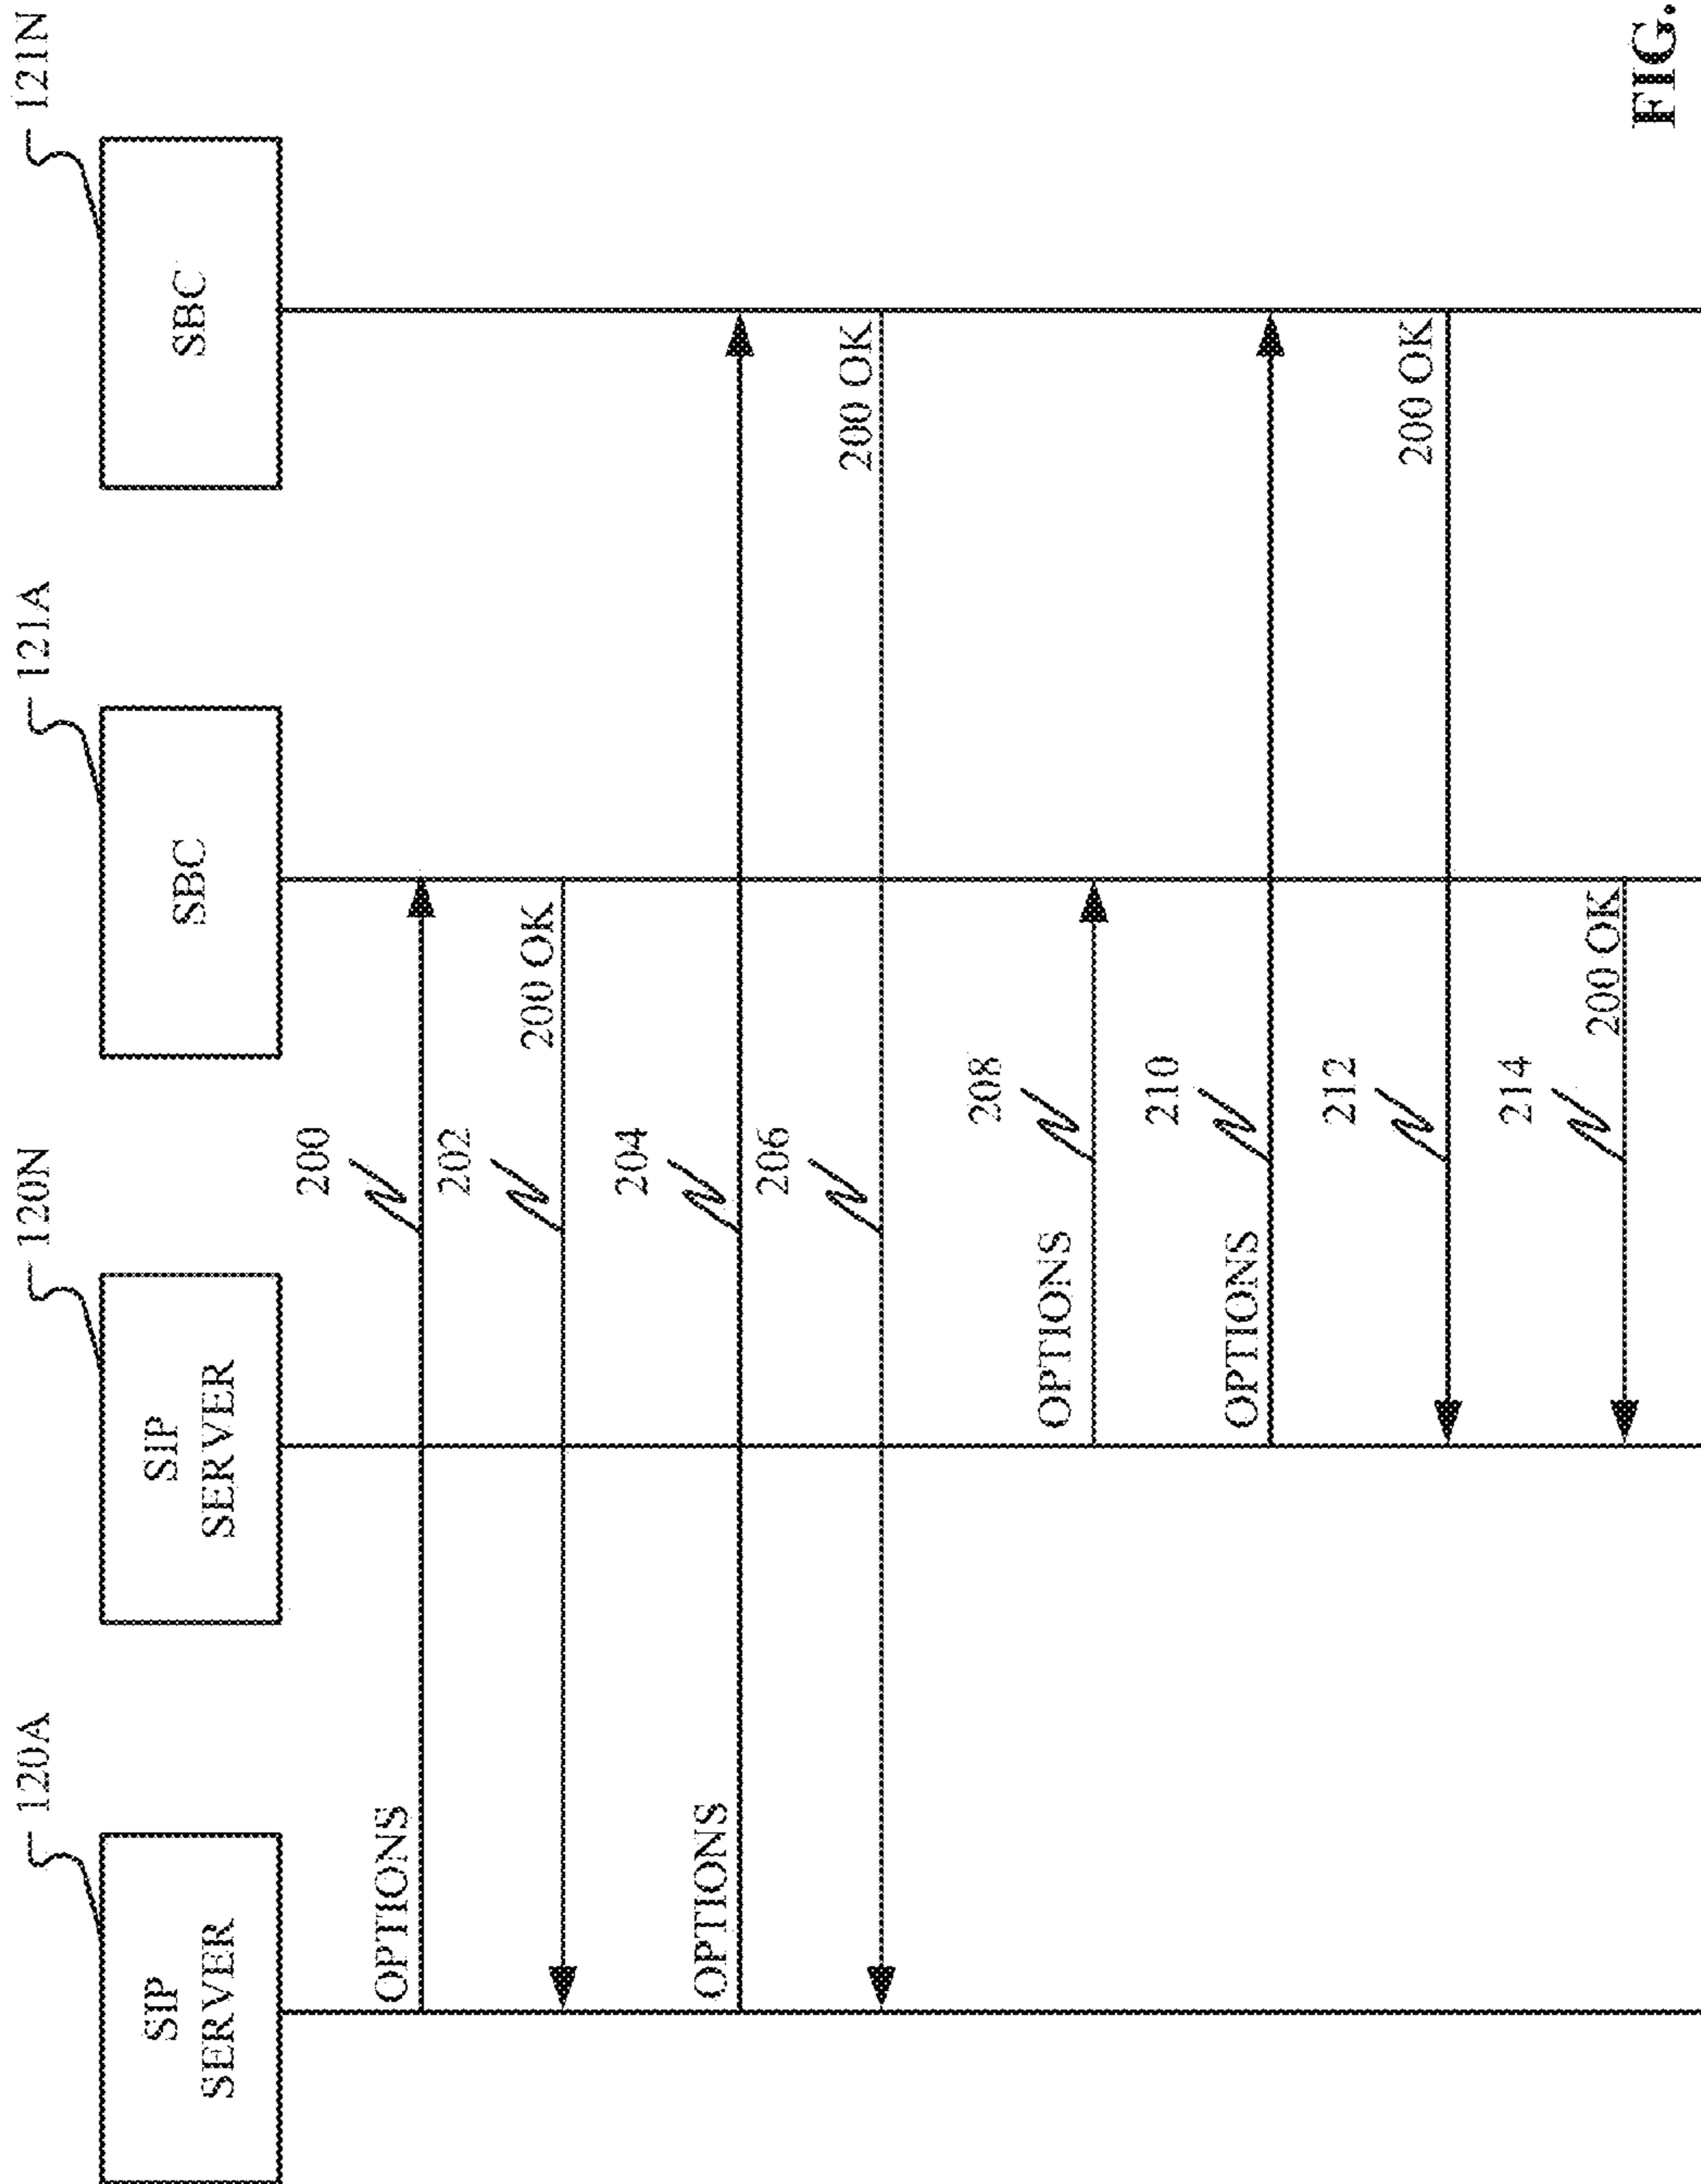 120A
120N
121A
121N
SIP
SERVER
SIP
SERVER
SBC
SBC
200
OPTIONS
202
200 OK
204
OPTIONS
206
200 OK
208
OPTIONS
210
OPTIONS
212
200 OK
214
200 OK
FIG.